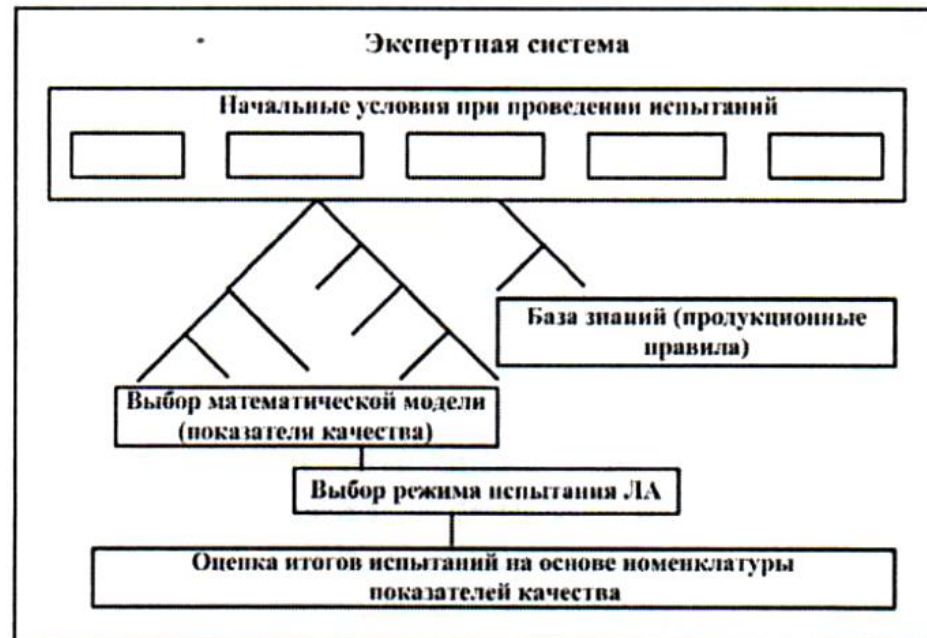 Экспертная система
Начальные условия при проведении испытаний
База знаний (продукционные
правила)
Выбор математической модели
(показателя качества)
Выбор режима испытания ЛА
Оценка итогов испытаний на основе номенклатуры
показателей качества